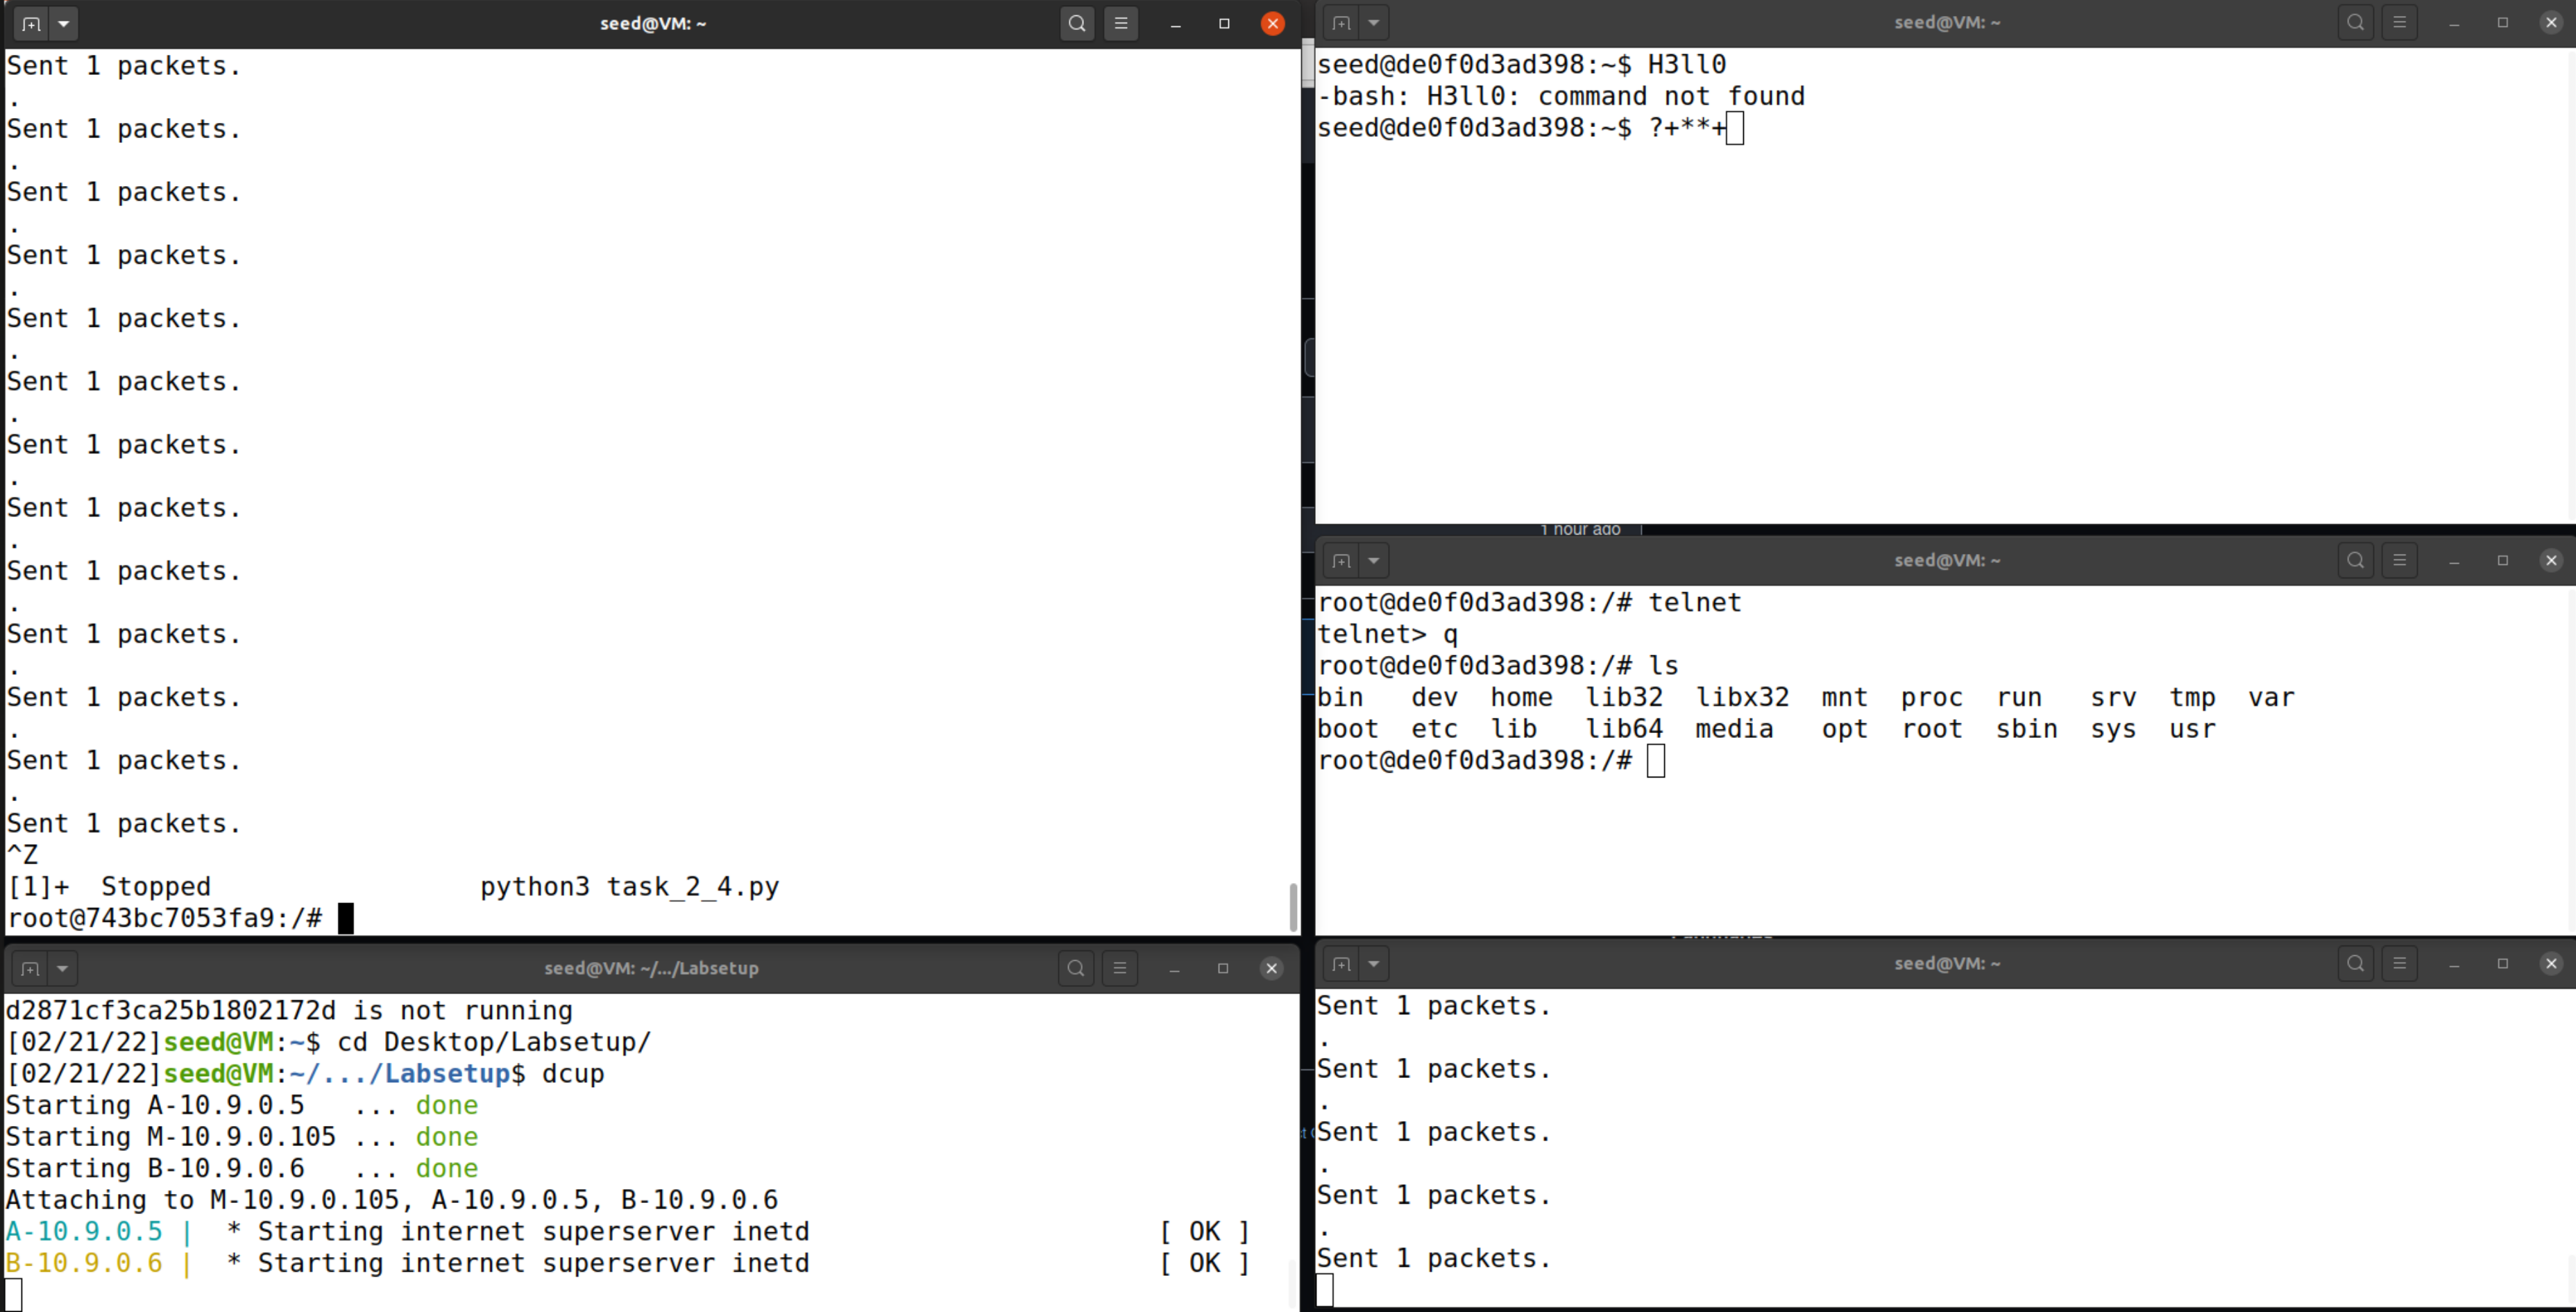 seed@VM: ~
Sent 1 packets.
.
Sent 1 packets.
.
Sent 1 packets.
.
Sent 1 packets.
.
Sent 1 packets.
.
Sent 1 packets.
.
Sent 1 packets.
.
Sent 1 packets.
.
Sent 1 packets.
.
Sent 1 packets.
.
Sent 1 packets.
.
Sent 1 packets.
.
Sent 1 packets.
^Z
[1]+  Stopped                 python3 task_2_4.py
root@743bc7053fa9:/#
seed@VM: ~/.../Labsetup
d2871cf3ca25b1802172d is not running
[02/21/22]seed@VM:~$ cd Desktop/Labsetup/
[02/21/22]seed@VM:~/.../Labsetup$ dcup
Starting A-10.9.0.5   ... done
Starting M-10.9.0.105 ... done
Starting B-10.9.0.6   ... done
Attaching to M-10.9.0.105, A-10.9.0.5, B-10.9.0.6
A-10.9.0.5 |  * Starting internet superserver inetd                      [ OK ]
B-10.9.0.6 |  * Starting internet superserver inetd                      [ OK ]
seed@VM: ~
seed@de0f0d3ad398:~$ H3ll0
-bash: H3ll0: command not found
seed@de0f0d3ad398:~$ ?+**+
1 hour ago
seed@VM: ~
root@de0f0d3ad398:/# telnet
telnet> q
root@de0f0d3ad398:/# ls
bin   dev  home  lib32  libx32  mnt  proc  run   srv  tmp  var
boot  etc  lib   lib64  media   opt  root  sbin  sys  usr
root@de0f0d3ad398:/#
seed@VM: ~
Sent 1 packets.
.
Sent 1 packets.
.
Sent 1 packets.
.
Sent 1 packets.
.
Sent 1 packets.